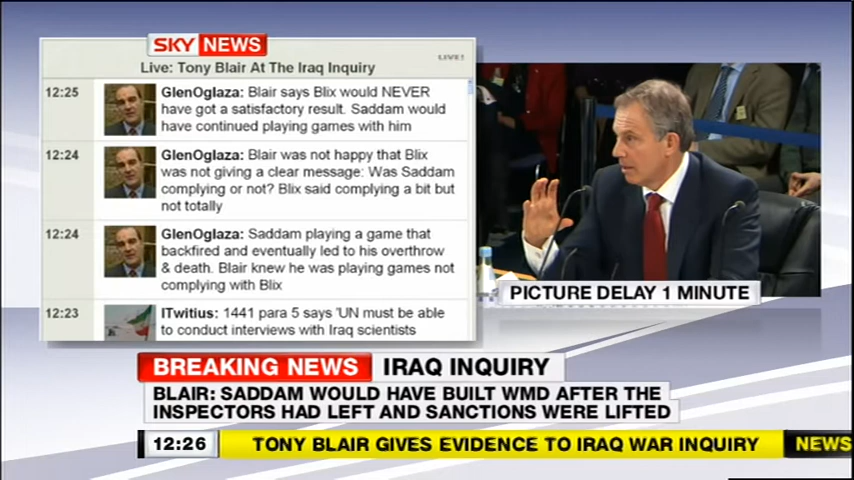 SKY NEWS
LIVE!
Live: Tony Blair At The Iraq Inquiry
12:25
GlenOglaza: Blair says Blix would NEVER
have got a satisfactory result. Saddam would
have continued playing games with him
12:24
GlenOglaza: Blair was not happy that Blix
was not giving a clear message: Was Saddam
complying or not? Blix said complying a bit but
not totally
12:24
GlenOglaza: Saddam playing a game that
backfired and eventually led to his overthrow
& death. Blair knew he was playing games not
complying with Blix
12:23
ITwitius: 1441 para 5 says 'UN must be able
to conduct interviews with Iraq scientists
PICTURE DELAY 1 MINUTE
BREAKING NEWS IRAQ INQUIRY
BLAIR: SADDAM WOULD HAVE BUILT WMD AFTER THE
INSPECTORS HAD LEFT AND SANCTIONS WERE LIFTED
12:26 TONY BLAIR GIVES EVIDENCE TO IRAQ WAR INQUIRY NEWS